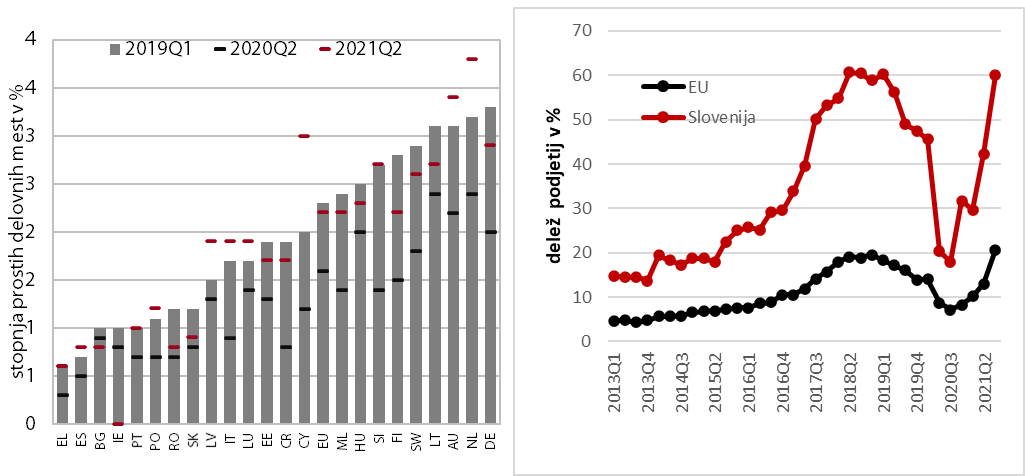 4
2019Q1 2020Q2 2021Q2
4
3
3
2
2
1
1
0
stopnja prostih delovnih mest v %
EL ES BG IE PT PO RO SK LV IT LU EE CR CY EU ML HU SI FI SW LT AU NL DE
70
60
50
40
30
20
10
0
delež podjetij v %
EU
Slovenija
2013Q1 2013Q4 2014Q3 2015Q2 2016Q1 2016Q4 2017Q3 2018Q2 2019Q1 2019Q4 2020Q3 2021Q2